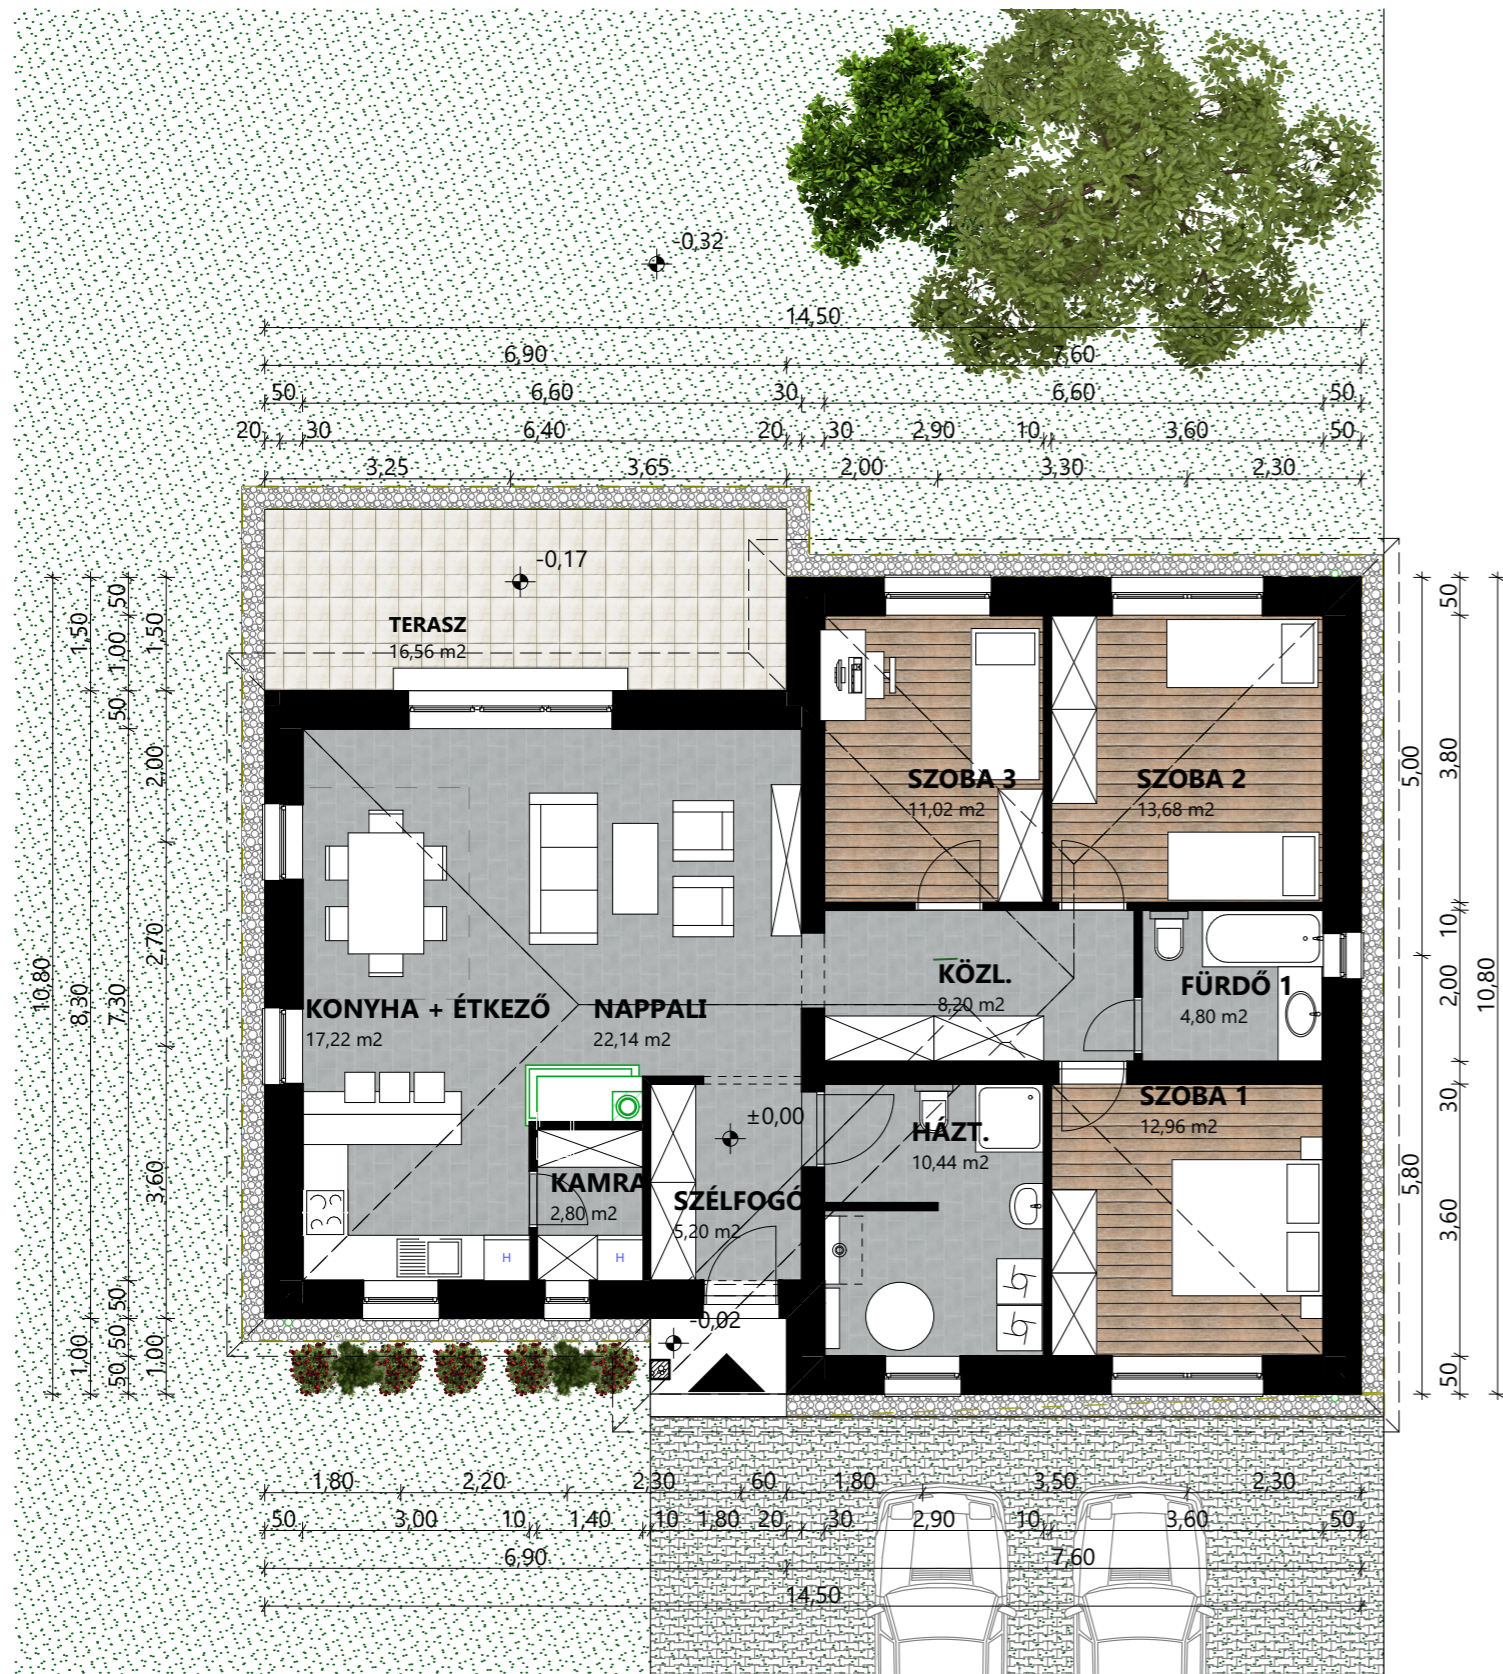 -0,32
14,50
6,90 7,60
50 6,60 30 6,60 50
20 30 6,40 20 30 2,90 10 3,60 50
3,25 3,65 2,00 3,30 2,30
-0,17
TERASZ
16,56 m2
SZOBA 3
11,02 m2
SZOBA 2
13,68 m2
KONYHA + ÉTKEZŐ
17,22 m2
NAPPALI
22,14 m2
KÖZL.
8,20 m2
FÜRDŐ 1
4,80 m2
±0,00
SZOBA 1
12,96 m2
HÁZT.
10,44 m2
KAMRA
2,80 m2
SZÉLFOGÓ
5,20 m2
H
H
-0,02
10,80
1,50 8,30 1,00
50 1,00 50 7,30 50 50 50
1,50 2,00 2,70 3,60 1,00
5,00 5,80
50 3,80 10 2,00 30 3,60 50
10,80
1,80 2,20 2,30 60 1,80 3,50 2,30
50 3,00 10 1,40 10 1,80 20 30 2,90 10 3,60 50
6,90 7,60
14,50